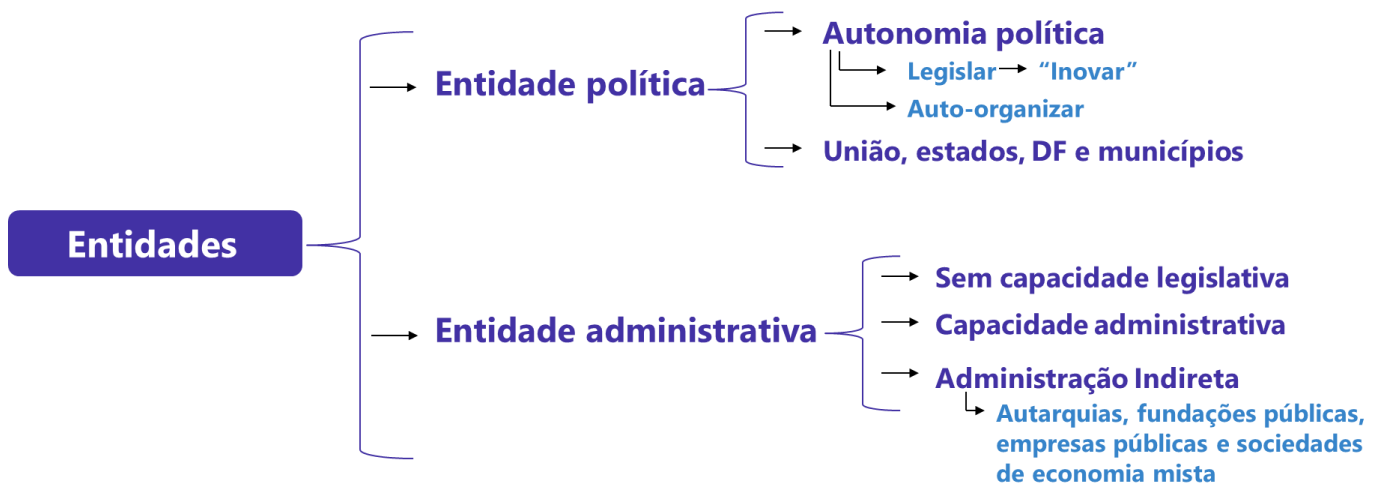 Entidades
Entidade política
Autonomia política
Legislar
“Inovar”
Auto-organizar
União, estados, DF e municípios
Entidade administrativa
Sem capacidade legislativa
Capacidade administrativa
Administração Indireta
Autarquias, fundações públicas,
empresas públicas e sociedades
de economia mista